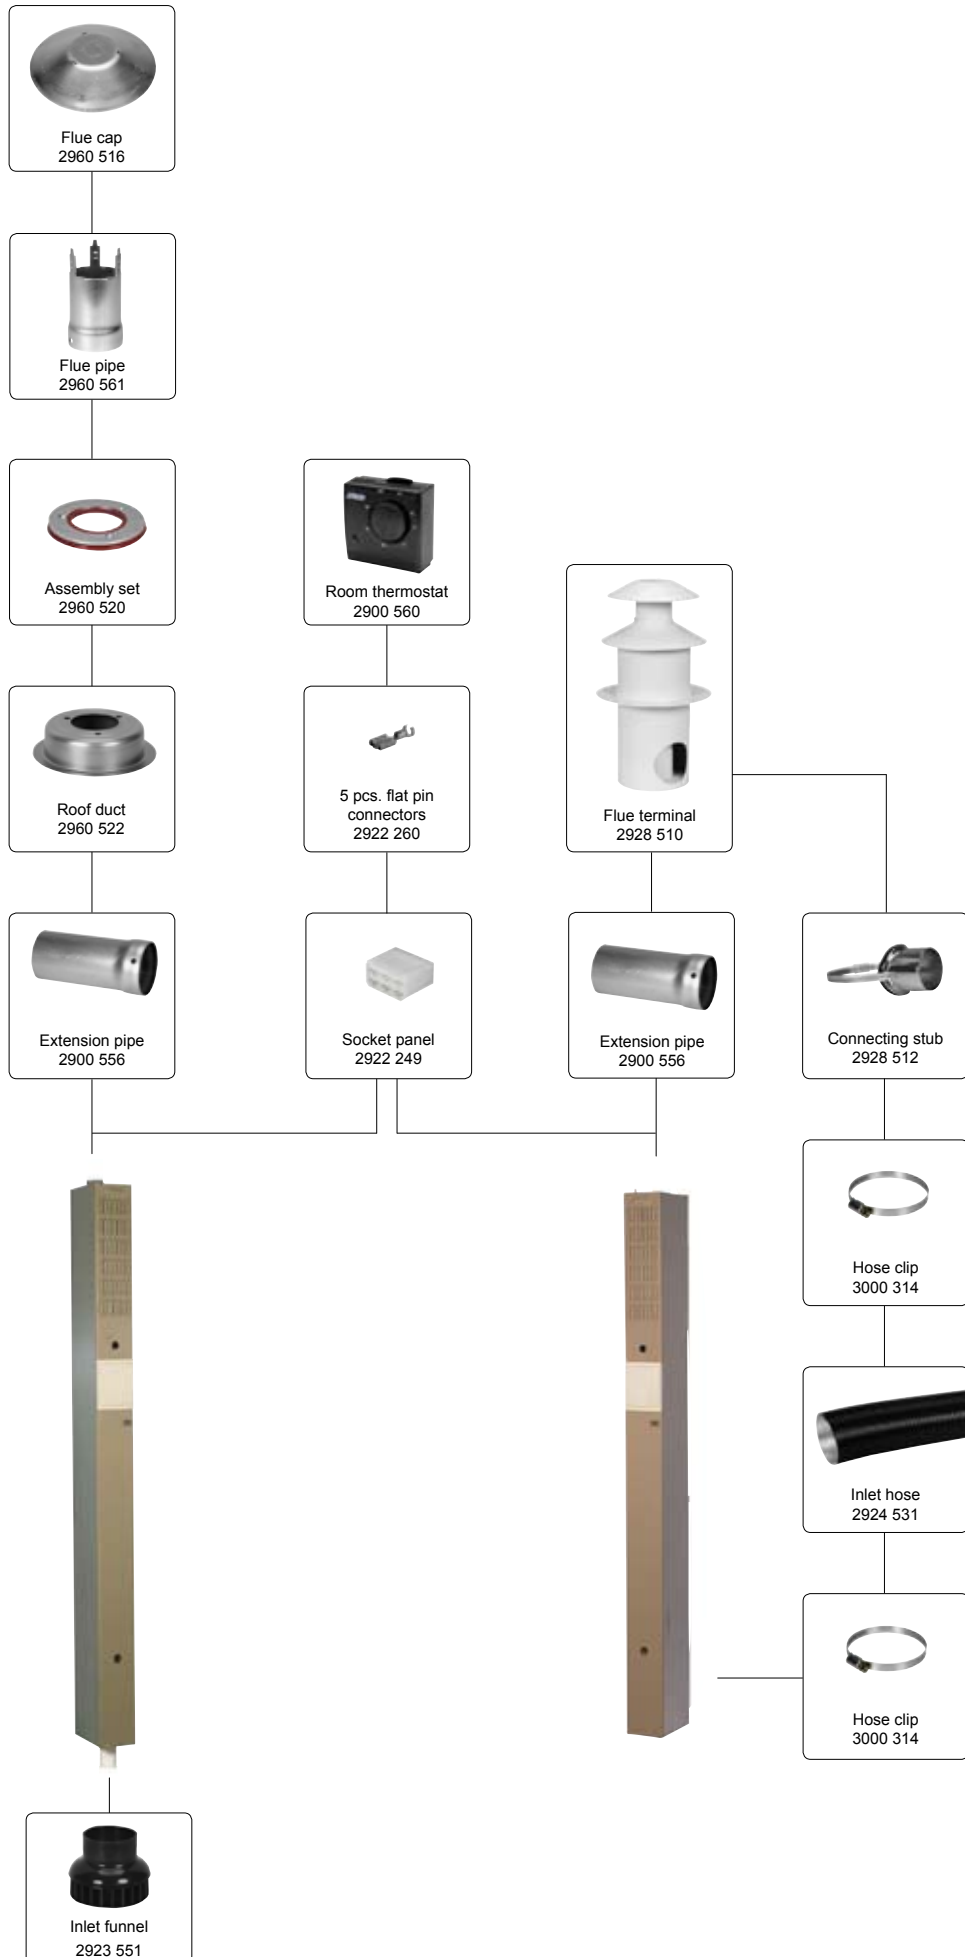 Flue cap
2960 516
Flue pipe
2960 561
Assembly set
2960 520
Room thermostat
2900 560
Roof duct
2960 522
5 pcs. flat pin
connectors
2922 260
Flue terminal
2928 510
Extension pipe
2900 556
Socket panel
2922 249
Extension pipe
2900 556
Connecting stub
2928 512
Hose clip
3000 314
Inlet hose
2924 531
Hose clip
3000 314
Inlet funnel
2923 551